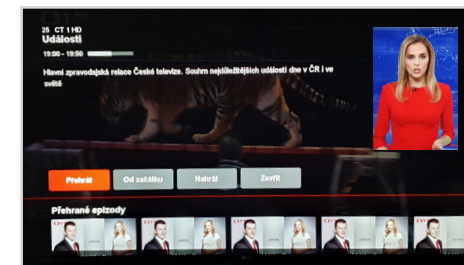 25 CT 1 HD
Události
19:00 - 19:50
Hlavní zpravodajská relace České televize. Souhrn nejdůležitějších událostí dne v ČR i ve
světě
Přehrát
Od začátku
Nahrát
Zavřít
Přehrané epizody